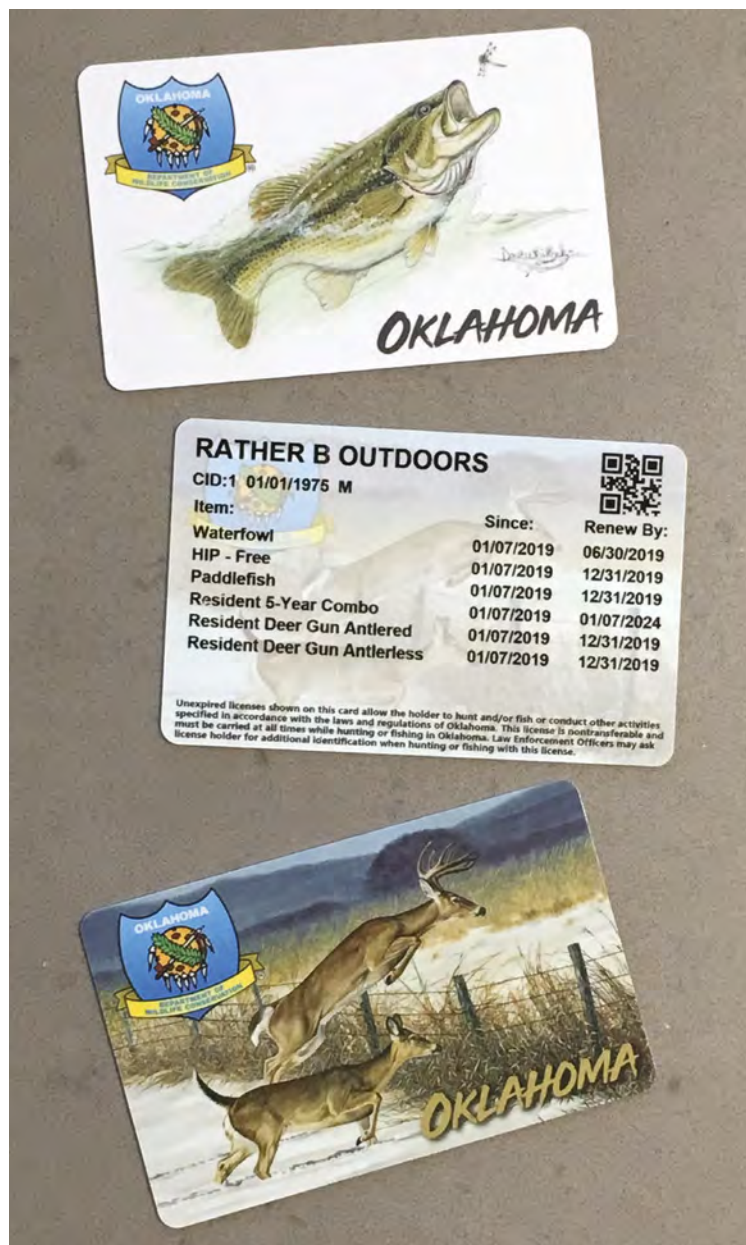 OKLAHOMA
DEPARTMENT OF
WILDLIFE CONSERVATION
OKLAHOMA
RATHER B OUTDOORS
CID:1 01/01/1975 M
Item: Since: Renew By:
Waterfowl 01/07/2019 06/30/2019
HIP - Free 01/07/2019 12/31/2019
Paddlefish 01/07/2019 12/31/2019
Resident 5-Year Combo 01/07/2019 01/07/2024
Resident Deer Gun Antlered 01/07/2019 12/31/2019
Resident Deer Gun Antlerless 01/07/2019 12/31/2019
Unexpired licenses shown on this card allow the holder to hunt and/or fish or conduct other activities
specified in accordance with the laws and regulations of Oklahoma. This license is nontransferable and
must be carried at all times while hunting or fishing in Oklahoma. Law Enforcement Officers may ask
license holder for additional identification when hunting or fishing with this license.
OKLAHOMA
DEPARTMENT OF
WILDLIFE CONSERVATION
OKLAHOMA